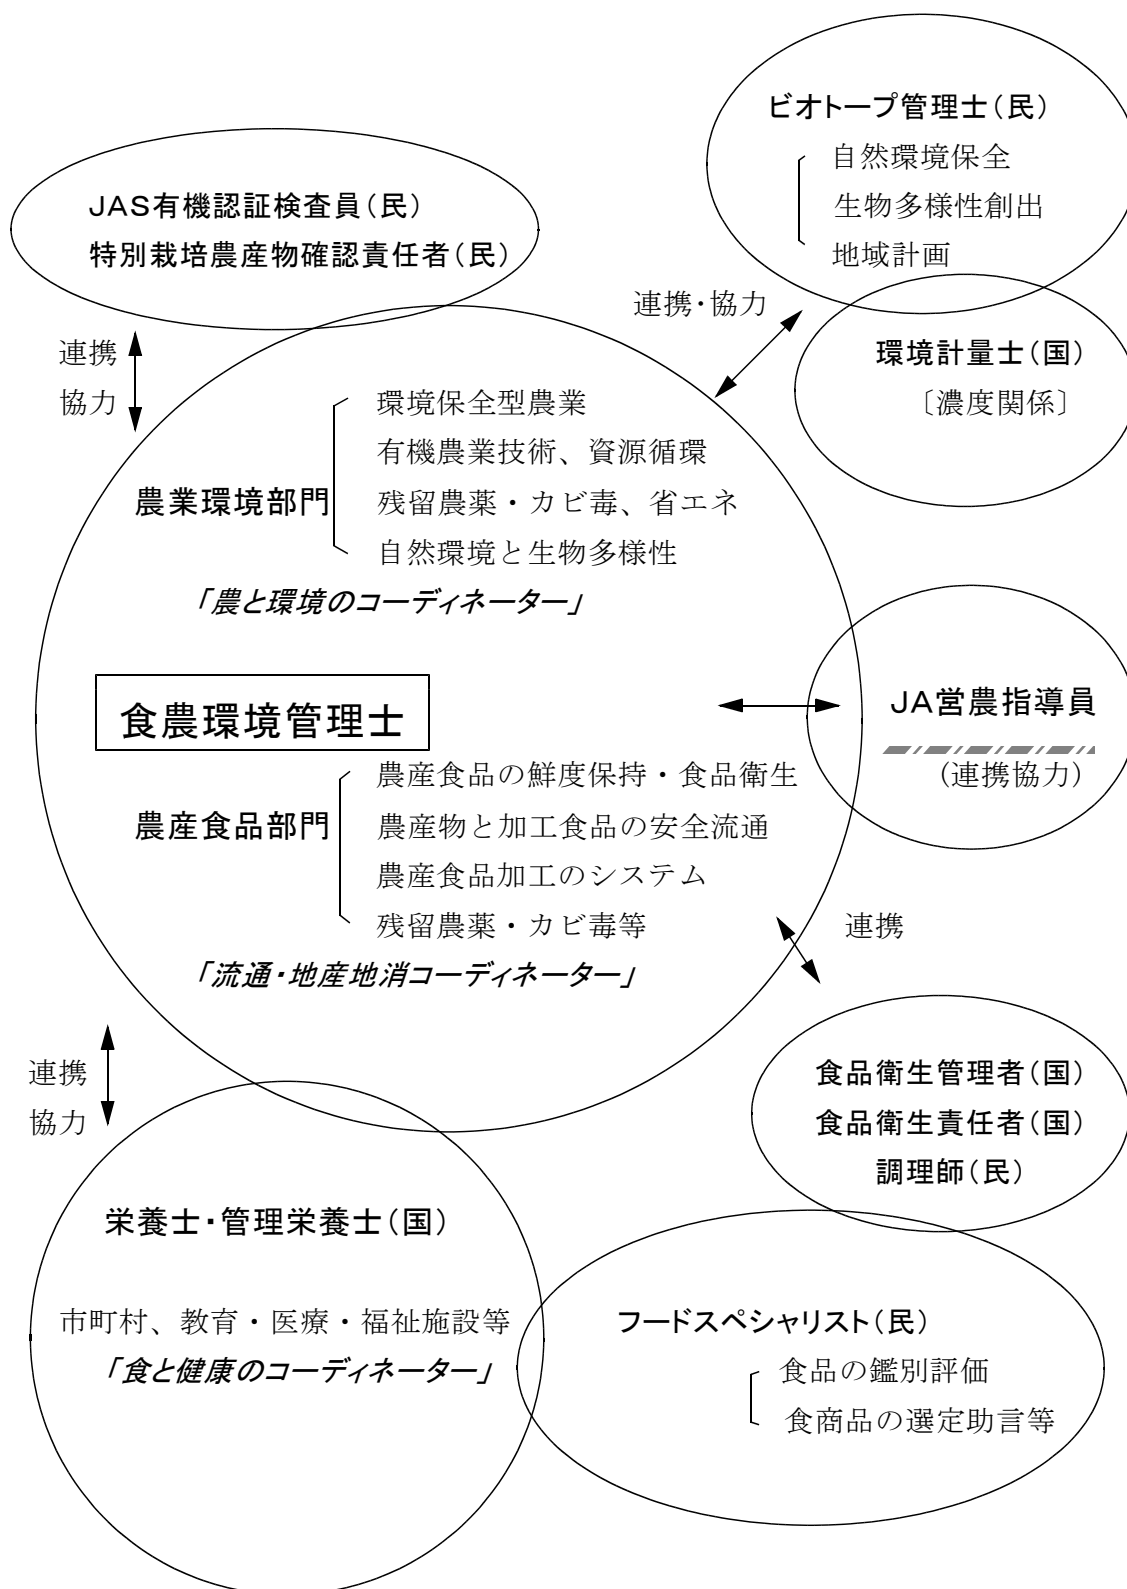 ビオトープ管理士（民）
自然環境保全
生物多様性創出
地域計画
JAS有機認証検査員（民）
特別栽培農産物確認責任者（民）
連携・協力
環境計量士（国）
〔濃度関係〕
連携
協力
環境保全型農業
有機農業技術、資源循環
農業環境部門
残留農薬・カビ毒、省エネ
自然環境と生物多様性
「農と環境のコーディネーター」
食農環境管理士
JA営農指導員
（連携協力）
農産食品の鮮度保持・食品衛生
農産食品部門
農産物と加工食品の安全流通
農産食品加工のシステム
残留農薬・カビ毒等
「流通・地産地消コーディネーター」
連携
連携
協力
食品衛生管理者（国）
食品衛生責任者（国）
調理師（民）
栄養士・管理栄養士（国）
市町村、教育・医療・福祉施設等
「食と健康のコーディネーター」
フードスペシャリスト（民）
食品の鑑別評価
食商品の選定助言等